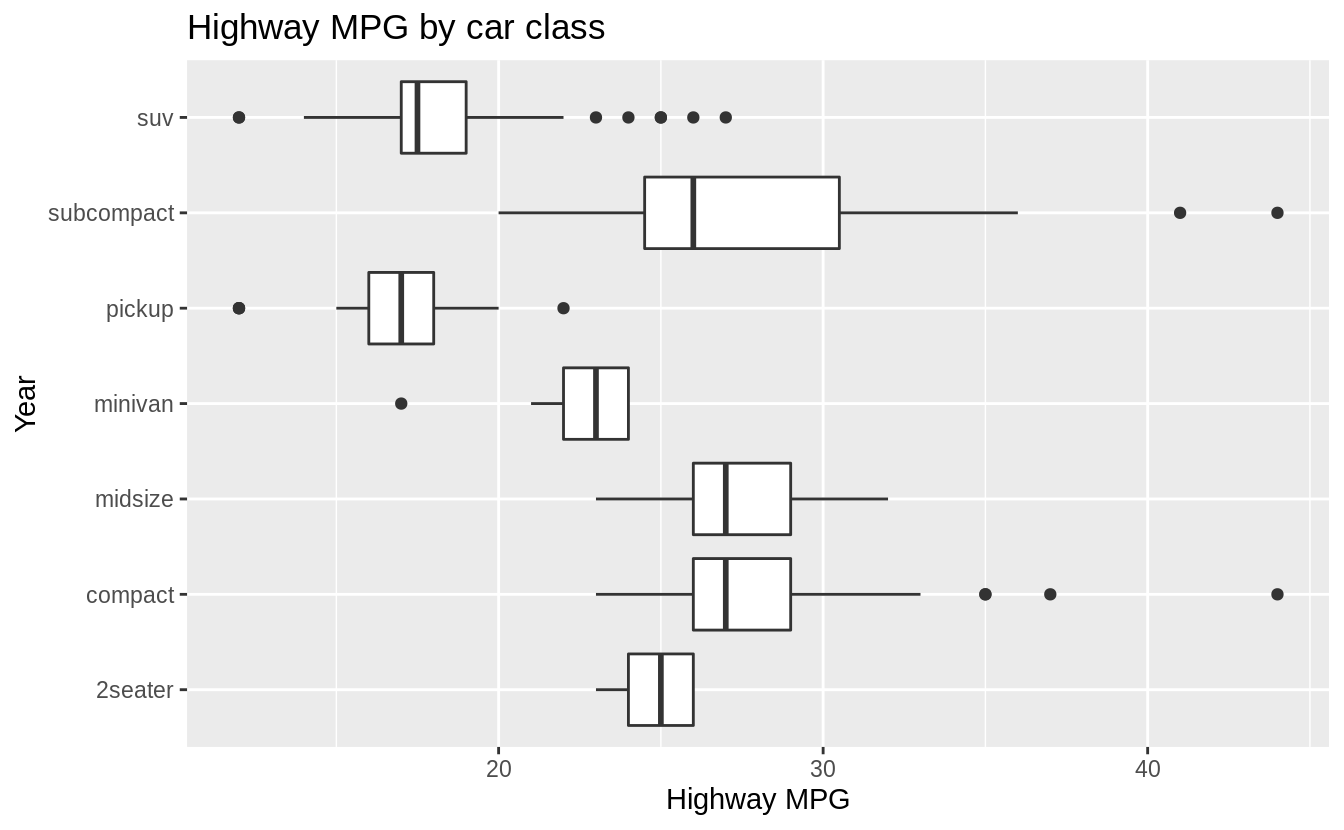 Highway MPG by car class
suv
subcompact
pickup
minivan
midsize
compact
2seater
Year
20
30
40
Highway MPG